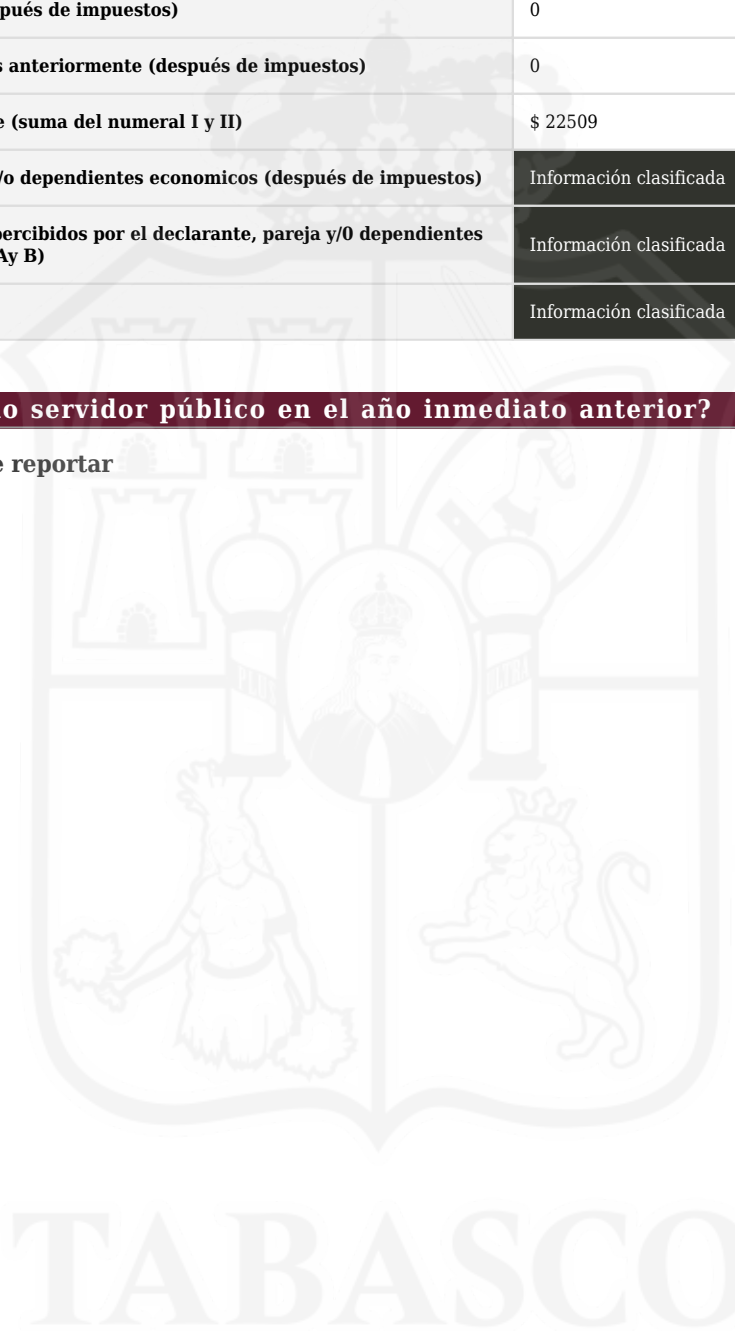 pués de impuestos) 0
s anteriormente (después de impuestos) 0
e (suma del numeral I y II) $ 22509
/o dependientes economicos (después de impuestos) Información clasificada
percibidos por el declarante, pareja y/0 dependientes
Ay B) Información clasificada
Información clasificada
o servidor público en el año inmediato anterior?
e reportar
PLUS ULTRA
TABASCO